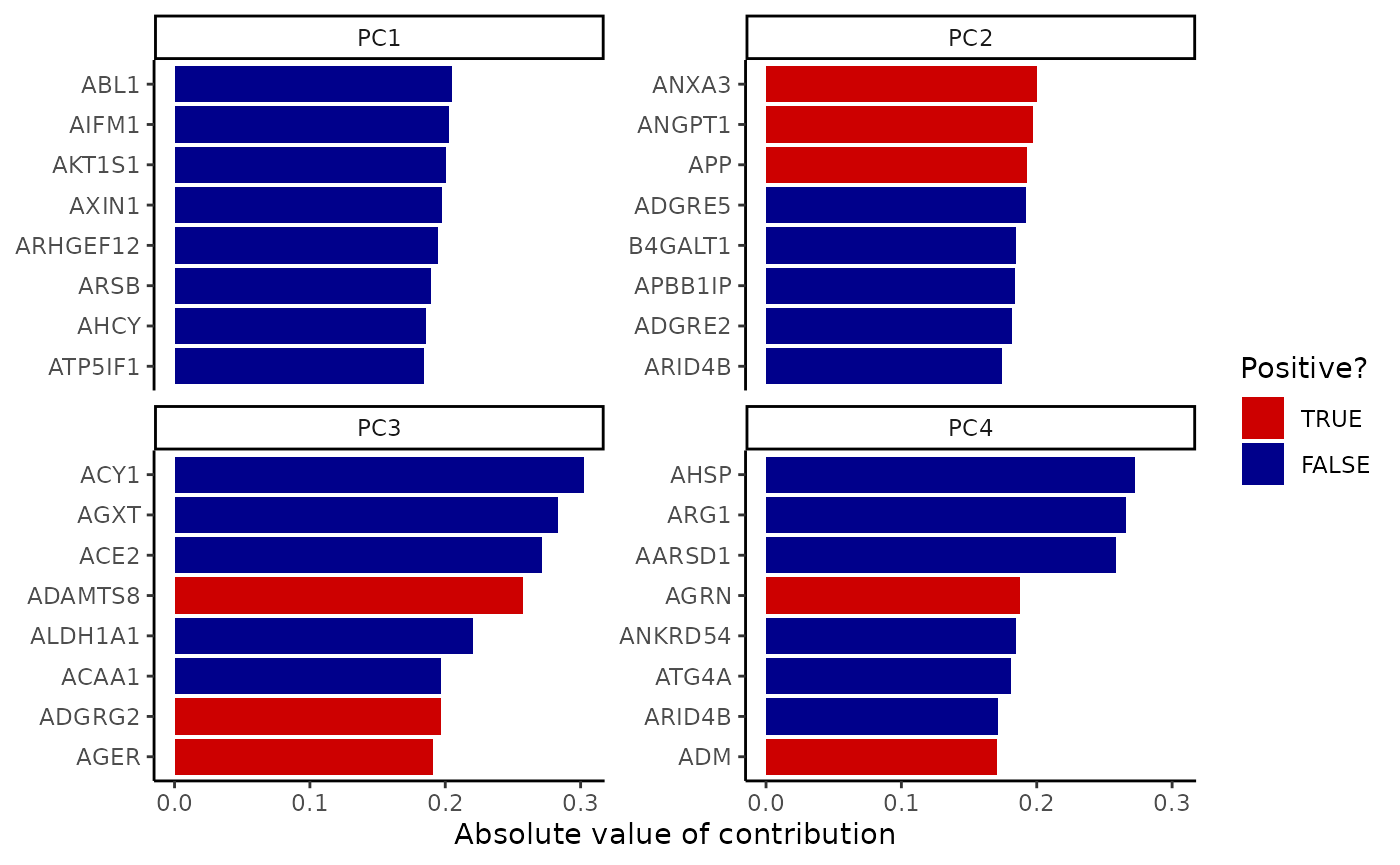 PC1
ABL1
AIFM1
AKT1S1
AXIN1
ARHGEF12
ARSB
AHCY
ATP5IF1
PC2
ANXA3
ANGPT1
APP
ADGRE5
B4GALT1
APBB1IP
ADGRE2
ARID4B
PC3
ACY1
AGXT
ACE2
ADAMTS8
ALDH1A1
ACAA1
ADGRG2
AGER
0.0 0.1 0.2 0.3
PC4
AHSP
ARG1
AARSD1
AGRN
ANKRD54
ATG4A
ARID4B
ADM
0.0 0.1 0.2 0.3
Absolute value of contribution
Positive?
TRUE
FALSE